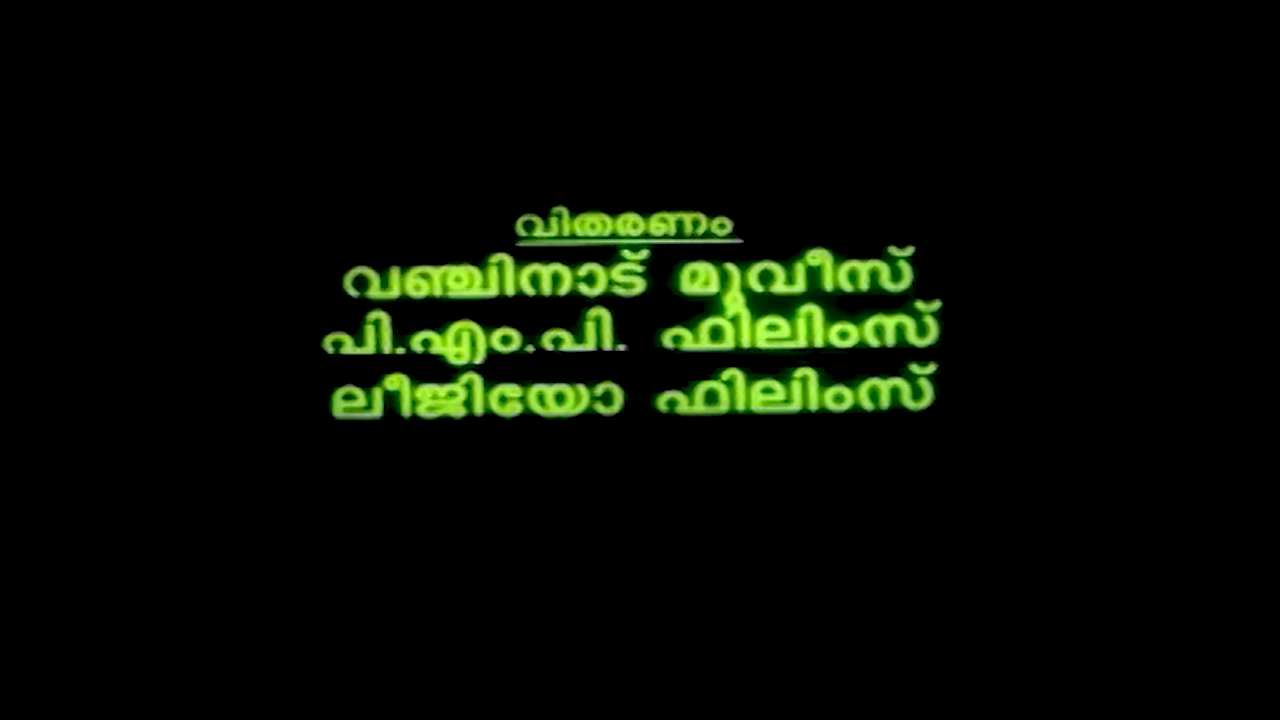 വിതരണം
വഞ്ചിനാട് മൂവീസ്
പി.എം.പി. ഫിലിംസ്
ലീജിയോ ഫിലിംസ്